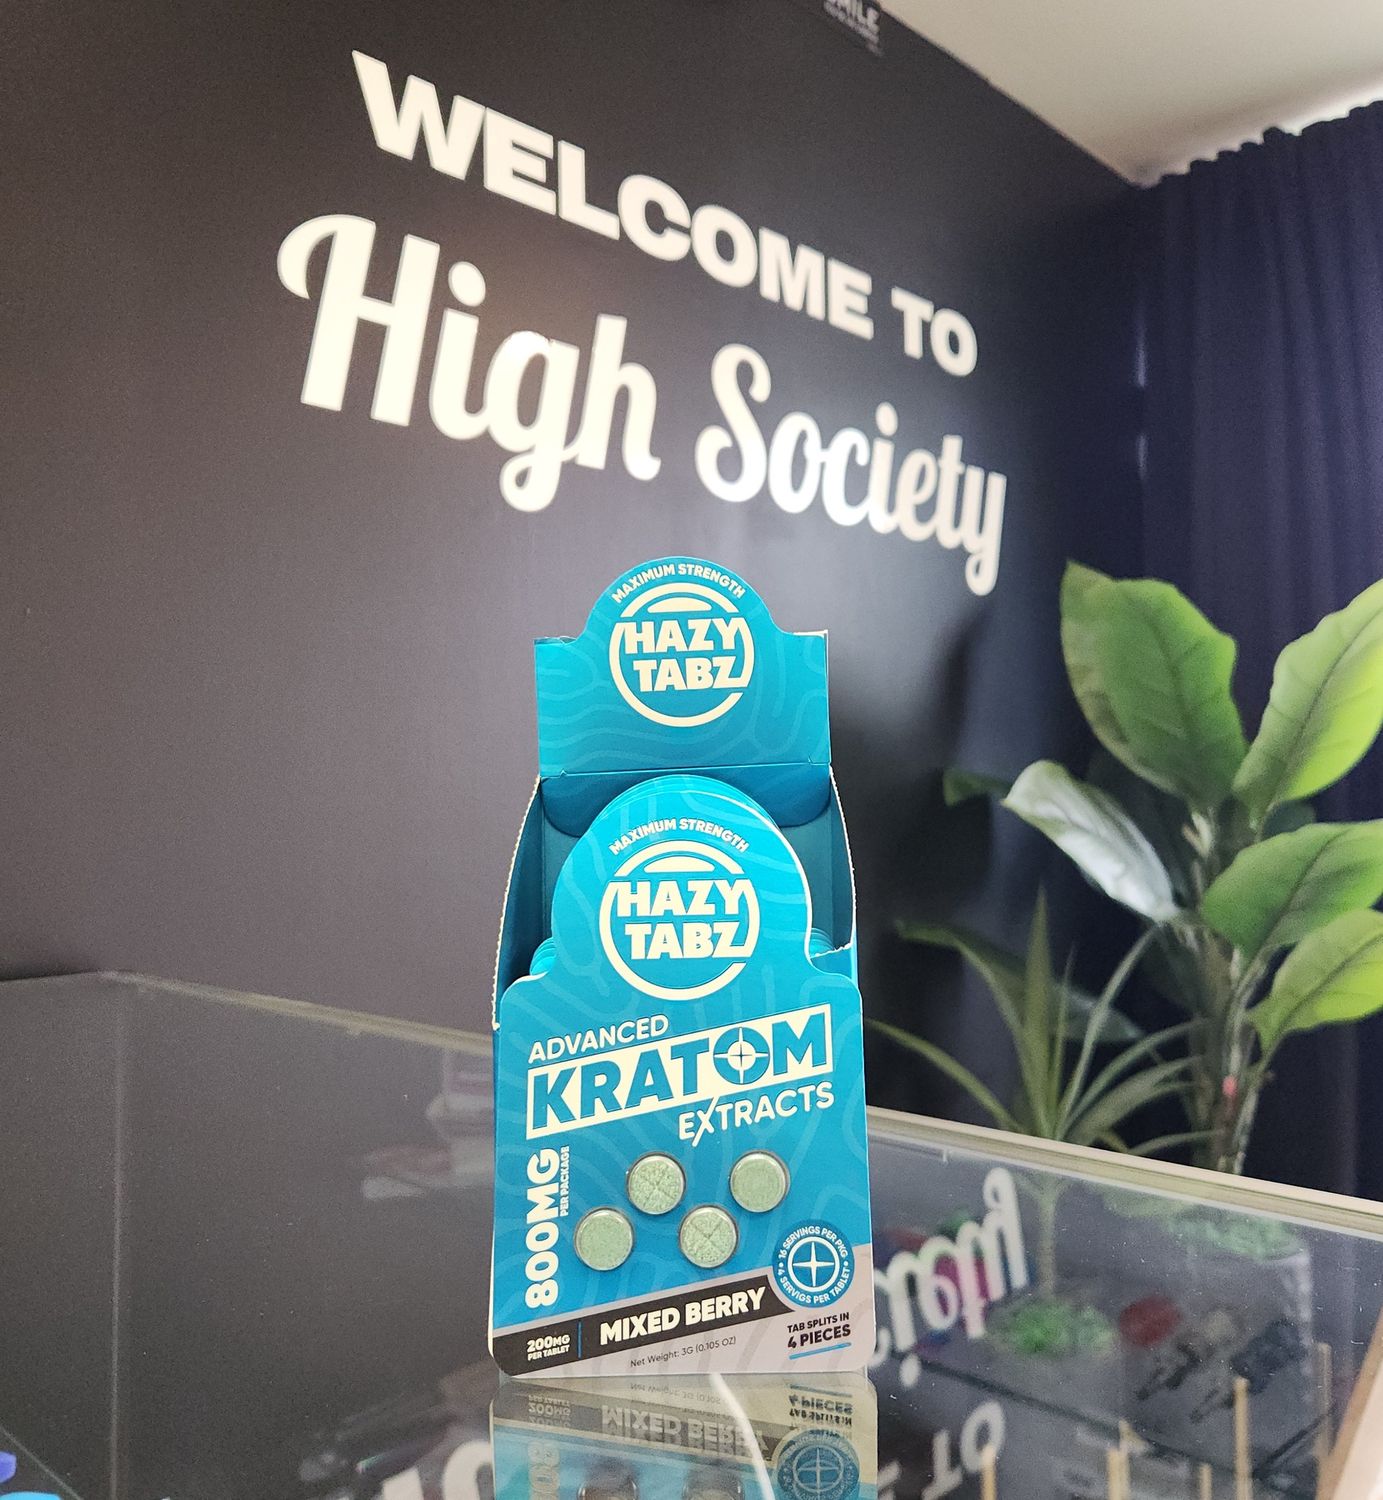 WELCOME TO
High Society
MAXIMUM STRENGTH
HAZY
TABZ
MAXIMUM STRENGTH
HAZY
TABZ
ADVANCED
KRATOM
EXTRACTS
800MG
PER PACKAGE
16 SERVINGS PER PKG
4 SERVIGS PER TABLET
200MG
PER TABLET
MIXED BERRY
TAB SPLITS IN
4 PIECES
Net Weight: 3G (0.105 OZ)